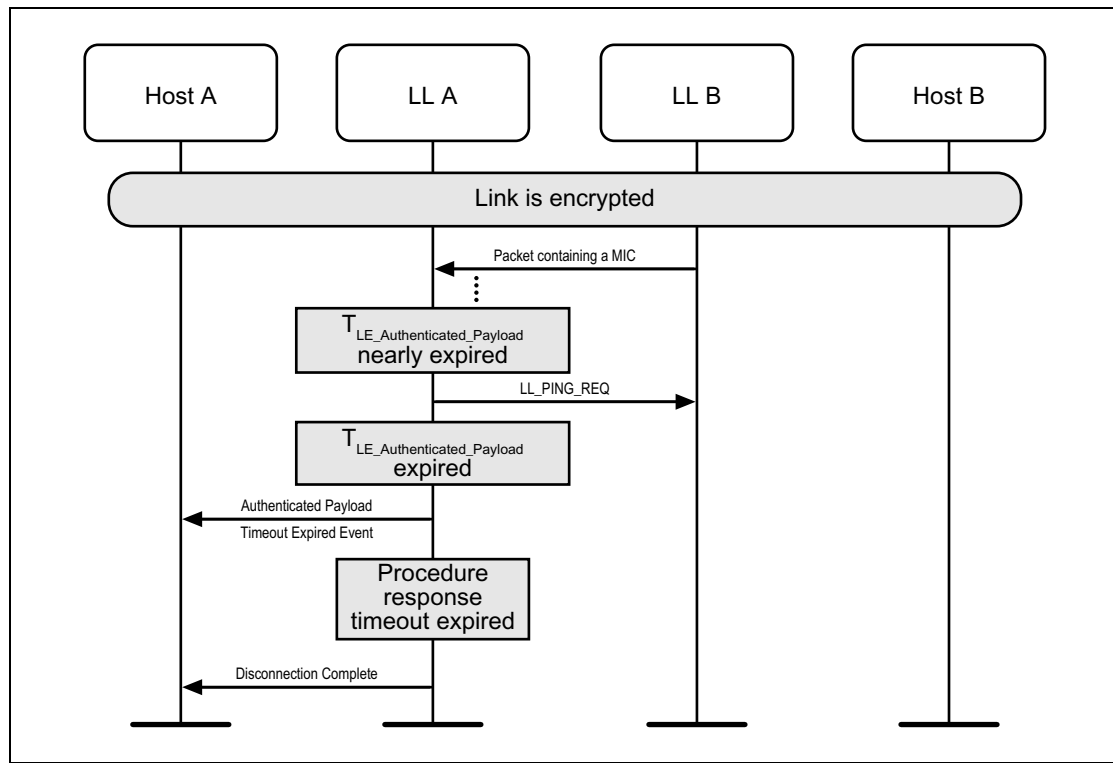 Host A
LL A
LL B
Host B
Link is encrypted
Packet containing a MIC
TLE_Authenticated_Payload
nearly expired
LL_PING_REQ
TLE_Authenticated_Payload
expired
Authenticated Payload
Timeout Expired Event
Procedure
response
timeout expired
Disconnection Complete